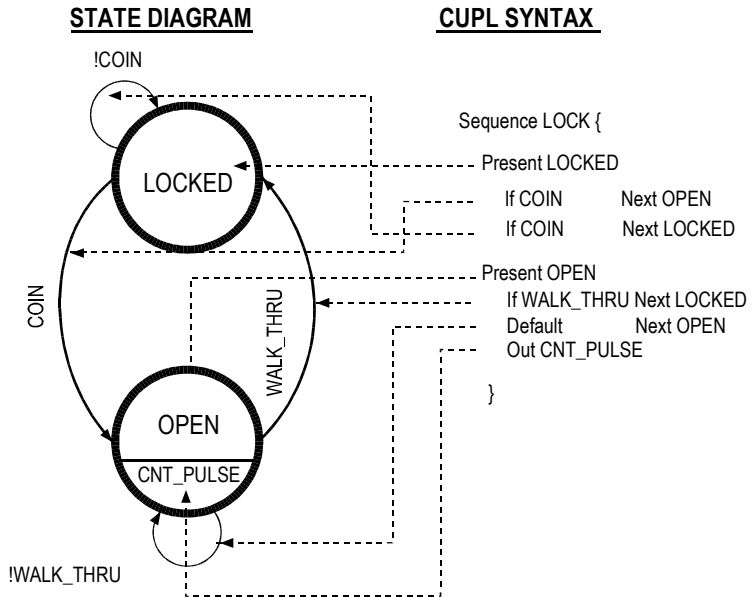 STATE DIAGRAM
CUPL SYNTAX
!COIN
LOCKED
COIN
WALK_THRU
OPEN
CNT_PULSE
!WALK_THRU
Sequence LOCK {
Present LOCKED
If COIN Next OPEN
If COIN Next LOCKED
Present OPEN
If WALK_THRU Next LOCKED
Default Next OPEN
Out CNT_PULSE
}